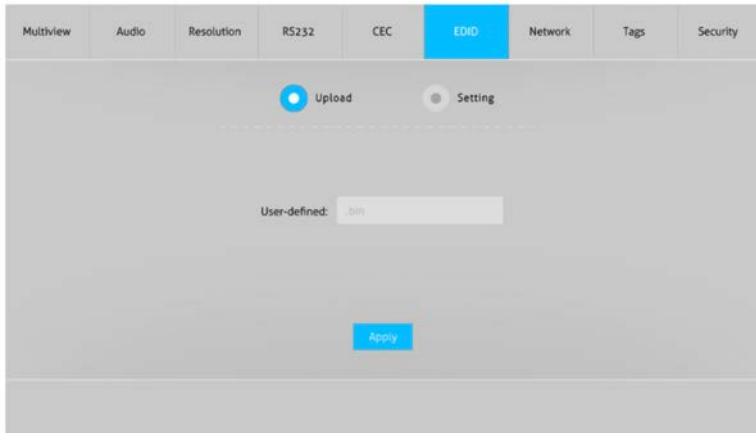 Multiview Audio Resolution RS232 CEC EDID Network Tags Security
Upload Setting
User-defined: .bin
Apply